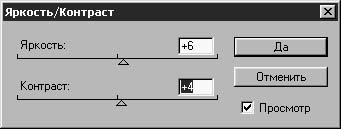 Яркость/Контраст
Яркость: +6
Да
Контраст: +4
Отменить
Просмотр